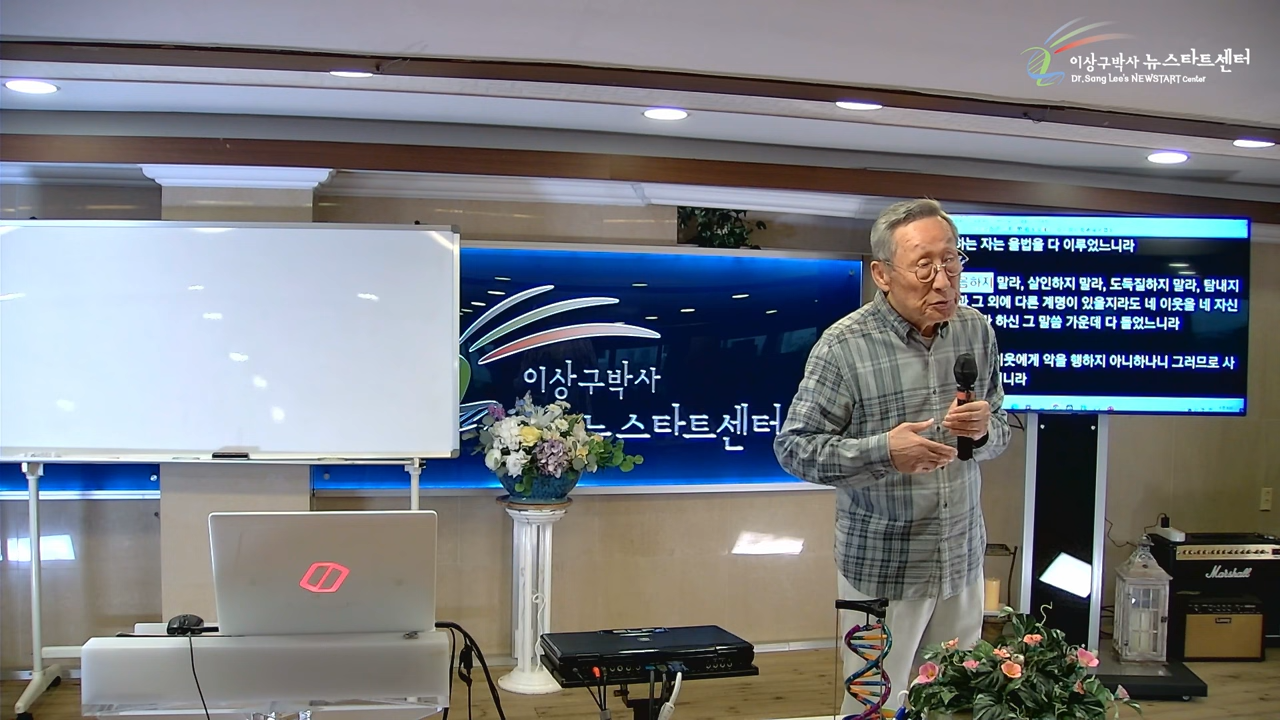 이상구박사 뉴스타트센터
Dr. Sang Lee's NEWSTART Center
하는 자는 율법을 다 이루었느니라
말라, 살인하지 말라, 도둑질하지 말라, 탐내지
그 외에 다른 계명이 있을지라도 네 이웃을 네 자신
하신 그 말씀 가운데 다 들었느니라
이웃에게 악을 행하지 아니하나니 그러므로 사
니라
이상구박사
뉴스타트센터
Marshall
Laney